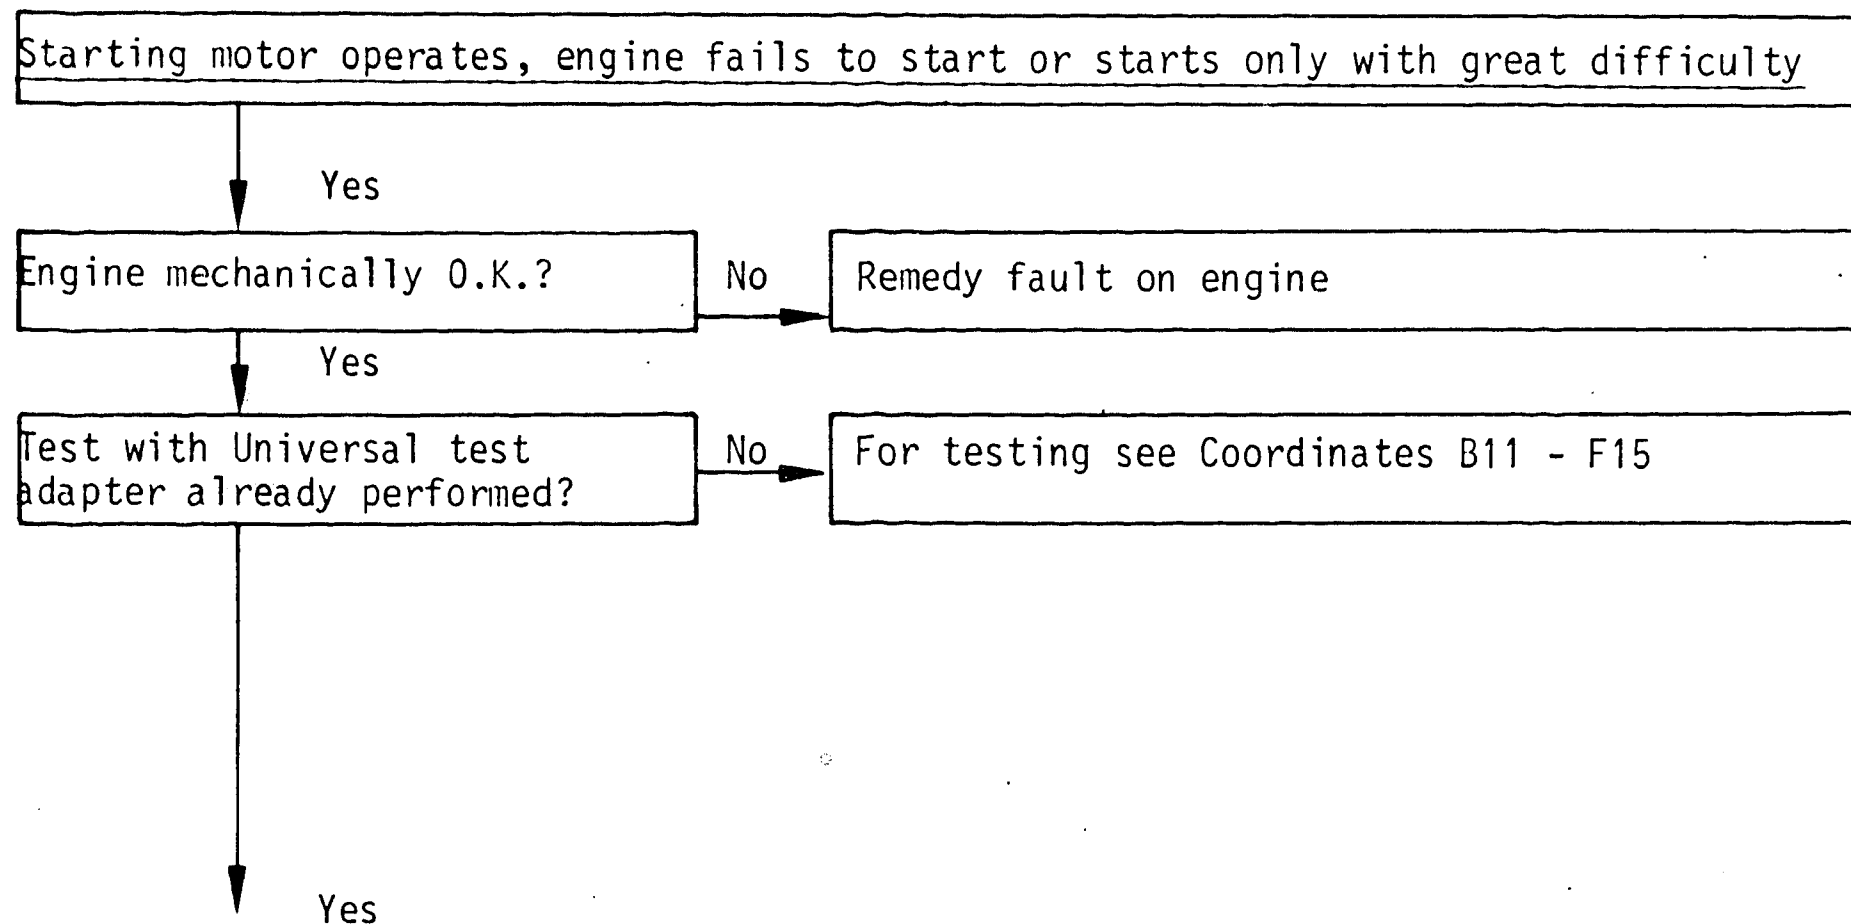 Starting motor operates, engine fails to start or starts only with great difficulty
Yes
Engine mechanically O.K.?
No
Remedy fault on engine
Yes
Test with Universal test
adapter already performed?
No
For testing see Coordinates B11 - F15
Yes